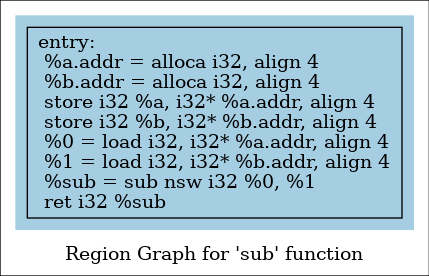 entry:
%a.addr = alloca i32, align 4
%b.addr = alloca i32, align 4
store i32 %a, i32* %a.addr, align 4
store i32 %b, i32* %b.addr, align 4
%0 = load i32, i32* %a.addr, align 4
%1 = load i32, i32* %b.addr, align 4
%sub = sub nsw i32 %0, %1
ret i32 %sub
Region Graph for 'sub' function